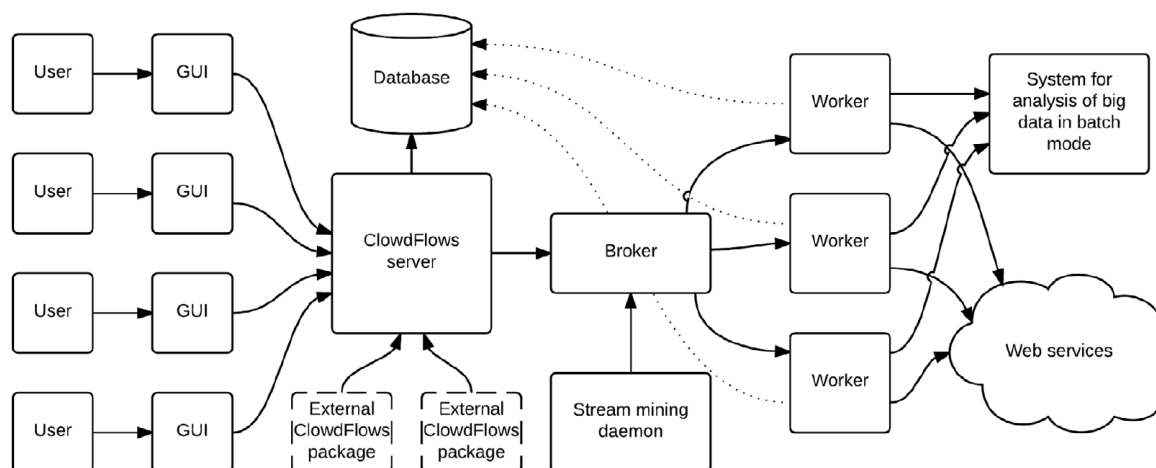 User
GUI
Database
Worker
System for
analysis of big
data in batch
mode
User
GUI
ClowdFlows
server
Broker
Worker
User
GUI
Worker
Web services
User
GUI
External
ClowdFlows
package
External
ClowdFlows
package
Stream mining
daemon